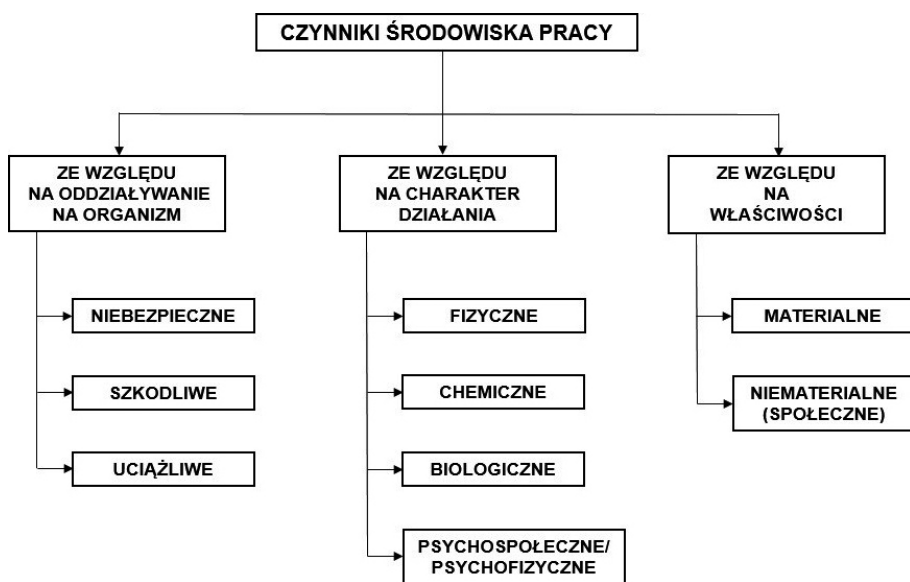 CZYNNIKI ŚRODOWISKA PRACY
ZE WZGLĘDU
NA ODDZIAŁYWANIE
NA ORGANIZM
NIEBEZPIECZNE
SZKODLIWE
UCIĄŻLIWE
ZE WZGLĘDU
NA CHARAKTER
DZIAŁANIA
FIZYCZNE
CHEMICZNE
BIOLOGICZNE
PSYCHOSPOŁECZNE/
PSYCHOFIZYCZNE
ZE WZGLĘDU
NA
WŁAŚCIWOŚCI
MATERIALNE
NIEMATERIALNE
(SPOŁECZNE)